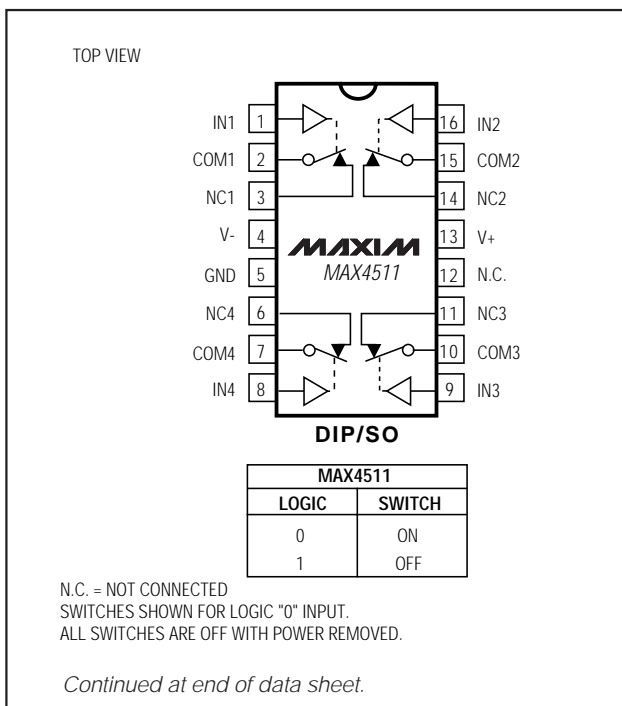 TOP VIEW
IN1 1 16 IN2
COM1 2 15 COM2
NC1 3 14 NC2
V- 4 13 V+
MAXIM
GND 5 MAX4511 12 N.C.
NC4 6 11 NC3
COM4 7 10 COM3
IN4 8 9 IN3
DIP/SO
MAX4511
LOGIC SWITCH
0 ON
1 OFF
N.C. = NOT CONNECTED
SWITCHES SHOWN FOR LOGIC "0" INPUT.
ALL SWITCHES ARE OFF WITH POWER REMOVED.
Continued at end of data sheet.